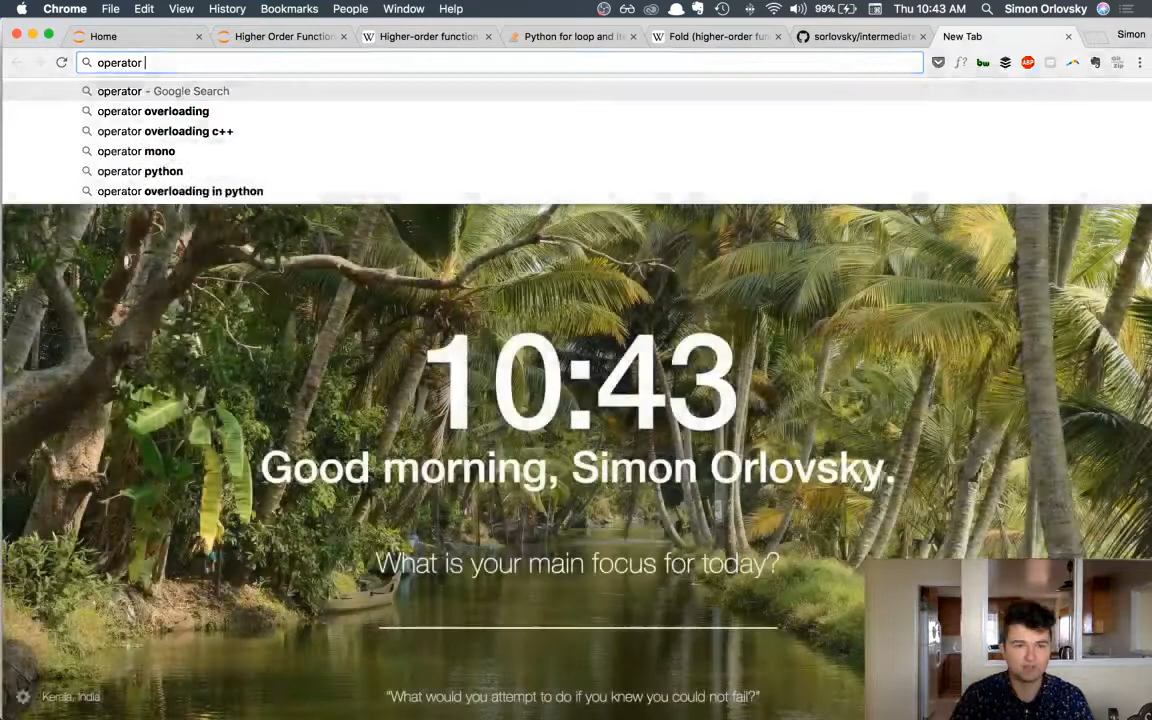 Chrome File Edit View History Bookmarks People Window Help 99% Thu 10:43 AM Simon Orlovsky
Home Higher Order Function Higher-order function Python for loop and ite Fold (higher-order fun sorlovsky/intermediate New Tab Simon
operator
operator - Google Search
operator overloading
operator overloading c++
operator mono
operator python
operator overloading in python
10:43
Good morning, Simon Orlovsky.
What is your main focus for today?
Kerala, India
"What would you attempt to do if you knew you could not fail?"